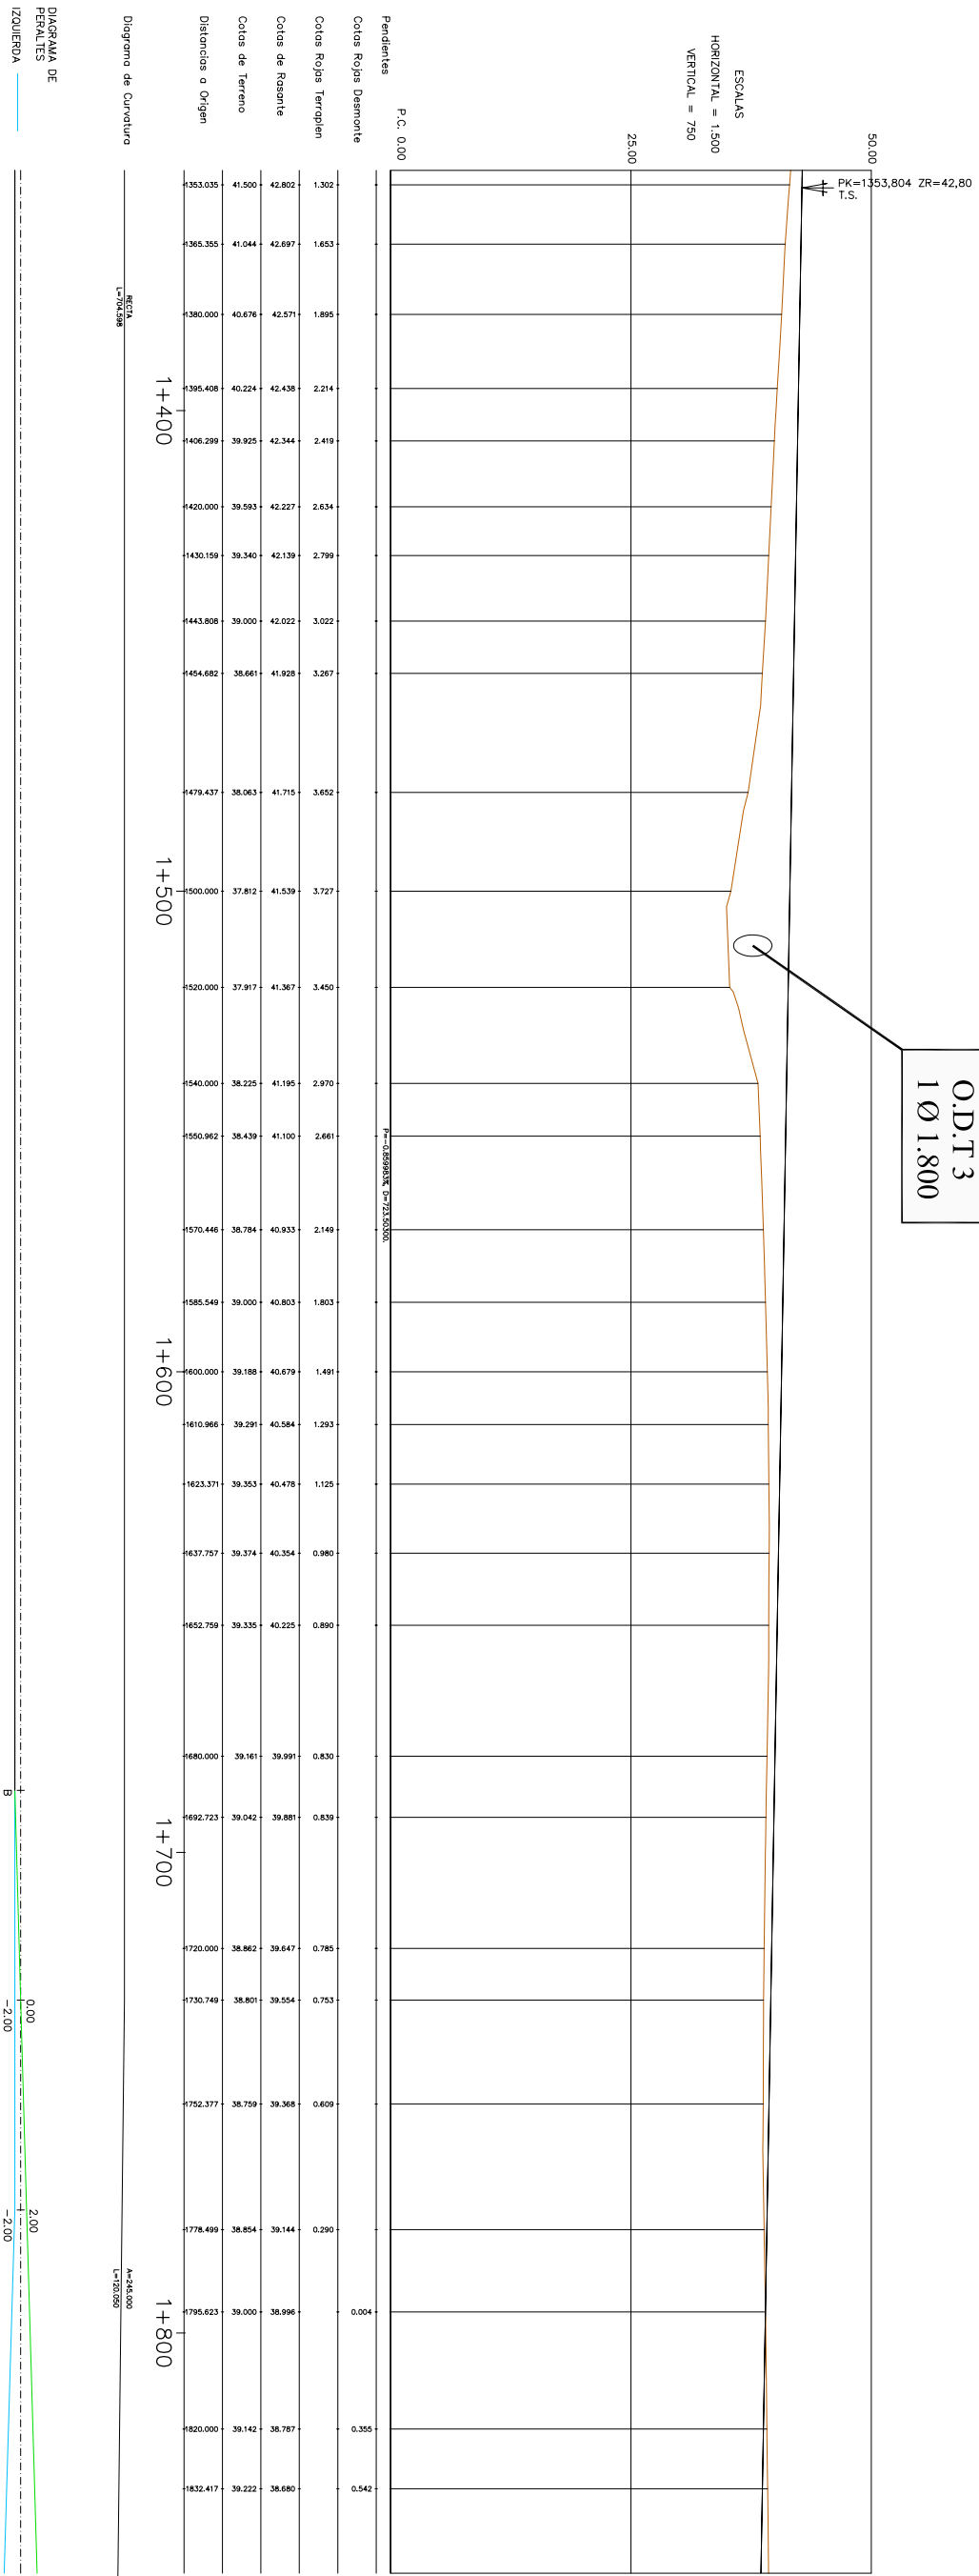 O.D.T 3
1 Ø 1.800
PK=1353,804 ZR=42,80
T.S.
50.00
25.00
ESCALAS
HORIZONTAL = 1.500
VERTICAL = 750
P.C. 0.00
Pendientes
P=-0.859983%, D=723.50300.
Cotas Rojas Desmonte
0.004 0.355 0.542
Cotas Rojas Terraplen
1.302 1.653 1.895 2.214 2.419 2.634 2.799 3.022 3.267 3.652 3.727 3.450 2.970 2.661 2.149 1.803 1.491 1.293 1.125 0.980 0.890 0.830 0.839 0.785 0.753 0.609 0.290
Cotas de Rasante
42.802 42.697 42.571 42.438 42.344 42.227 42.139 42.022 41.928 41.715 41.539 41.367 41.195 41.100 40.933 40.803 40.679 40.584 40.478 40.354 40.225 39.991 39.881 39.647 39.554 39.368 39.144 38.996 38.787 38.680
Cotas de Terreno
41.500 41.044 40.676 40.224 39.925 39.593 39.340 39.000 38.661 38.063 37.812 37.917 38.225 38.439 38.784 39.000 39.188 39.291 39.353 39.374 39.335 39.161 39.042 38.862 38.801 38.759 38.854 39.000 39.142 39.222
Distancias a Origen
1353.035 1365.355 1380.000 1395.408 1406.299 1420.000 1430.159 1443.808 1454.682 1479.437 1500.000 1520.000 1540.000 1550.962 1570.446 1585.549 1600.000 1610.966 1623.371 1637.757 1652.759 1680.000 1692.723 1720.000 1730.749 1752.377 1778.499 1795.623 1820.000 1832.417
1+400 1+500 1+600 1+700 1+800
Diagrama de Curvatura
RECTA
L=704.598
A=245.000
L=120.050
DIAGRAMA DE
PERALTES
IZQUIERDA
0.00 2.00
B -2.00 -2.00